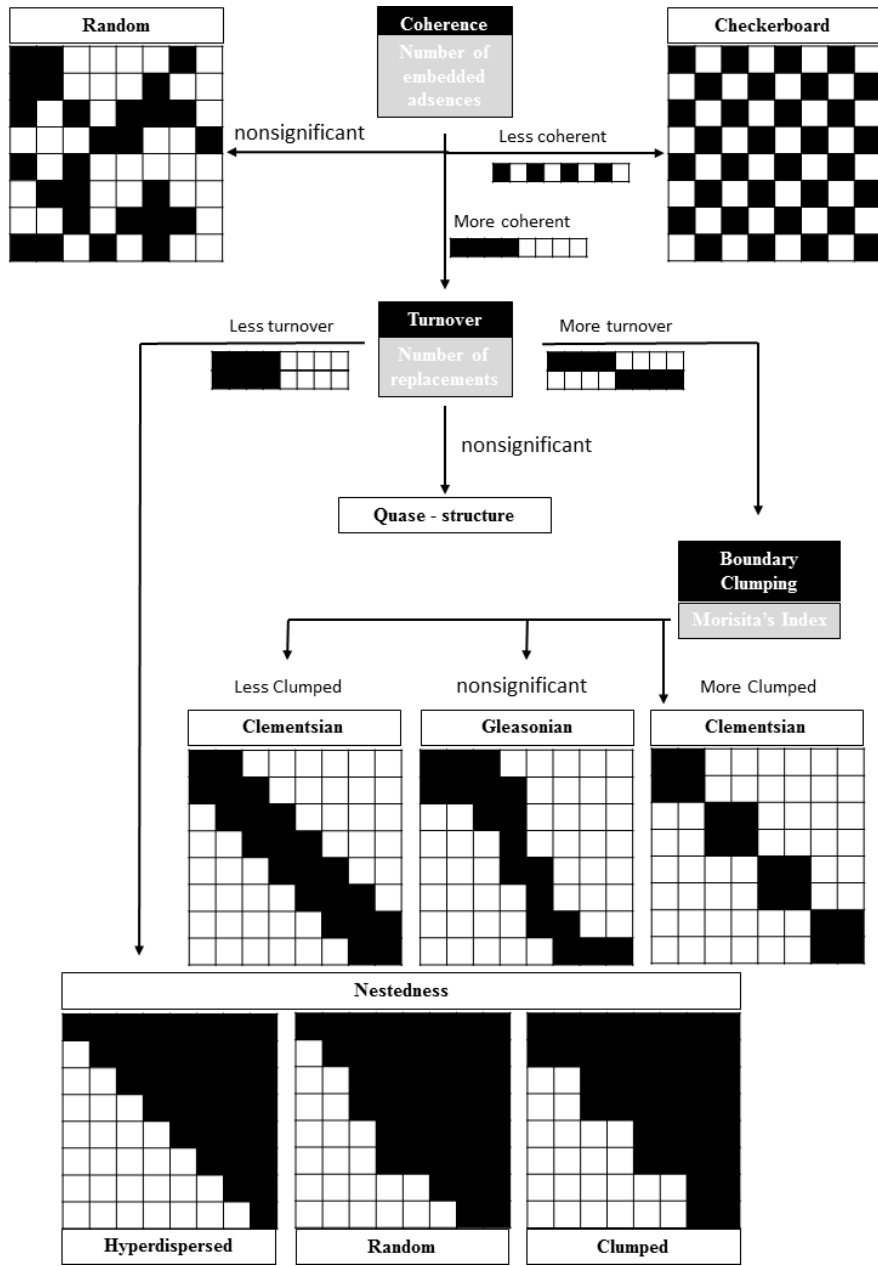 Random
Coherence
Checkerboard
Number of
embedded
adsences
nonsignificant
Less coherent
More coherent
Less turnover
Turnover
More turnover
Number of
replacements
nonsignificant
Quase - structure
Boundary
Clumping
Morisita's Index
Less Clumped
nonsignificant
More Clumped
Clementsian
Gleasonian
Clementsian
Nestedness
Hyperdispersed
Random
Clumped